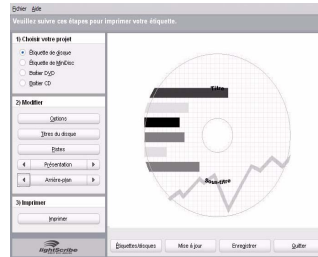 Fichier Aide
Veuillez suivre ces étapes pour imprimer votre étiquette.
1) Choisir votre projet
Étiquette de disque
Étiquette de MiniDisc
Boîtier DVD
Boîtier CD
2) Modifier
Options
Titres du disque
Pistes
Présentation
Arrière-plan
3) Imprimer
Imprimer
Titre
Sous-titre
lightScribe
Étiquettes/disques
Mise à jour
Enregistrer
Quitter